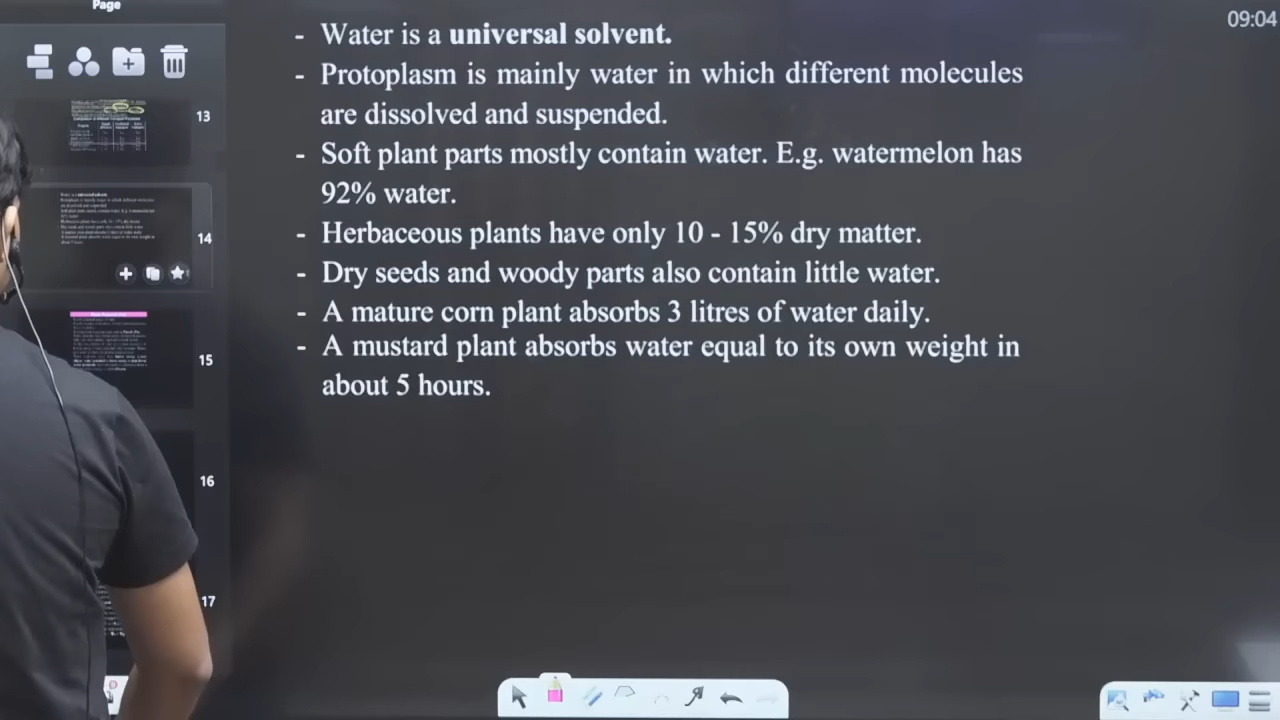 Page
09:04
- Water is a universal solvent.
- Protoplasm is mainly water in which different molecules
are dissolved and suspended.
- Soft plant parts mostly contain water. E.g. watermelon has
92% water.
- Herbaceous plants have only 10 - 15% dry matter.
- Dry seeds and woody parts also contain little water.
- A mature corn plant absorbs 3 litres of water daily.
- A mustard plant absorbs water equal to its own weight in
about 5 hours.
13
14
15
16
17